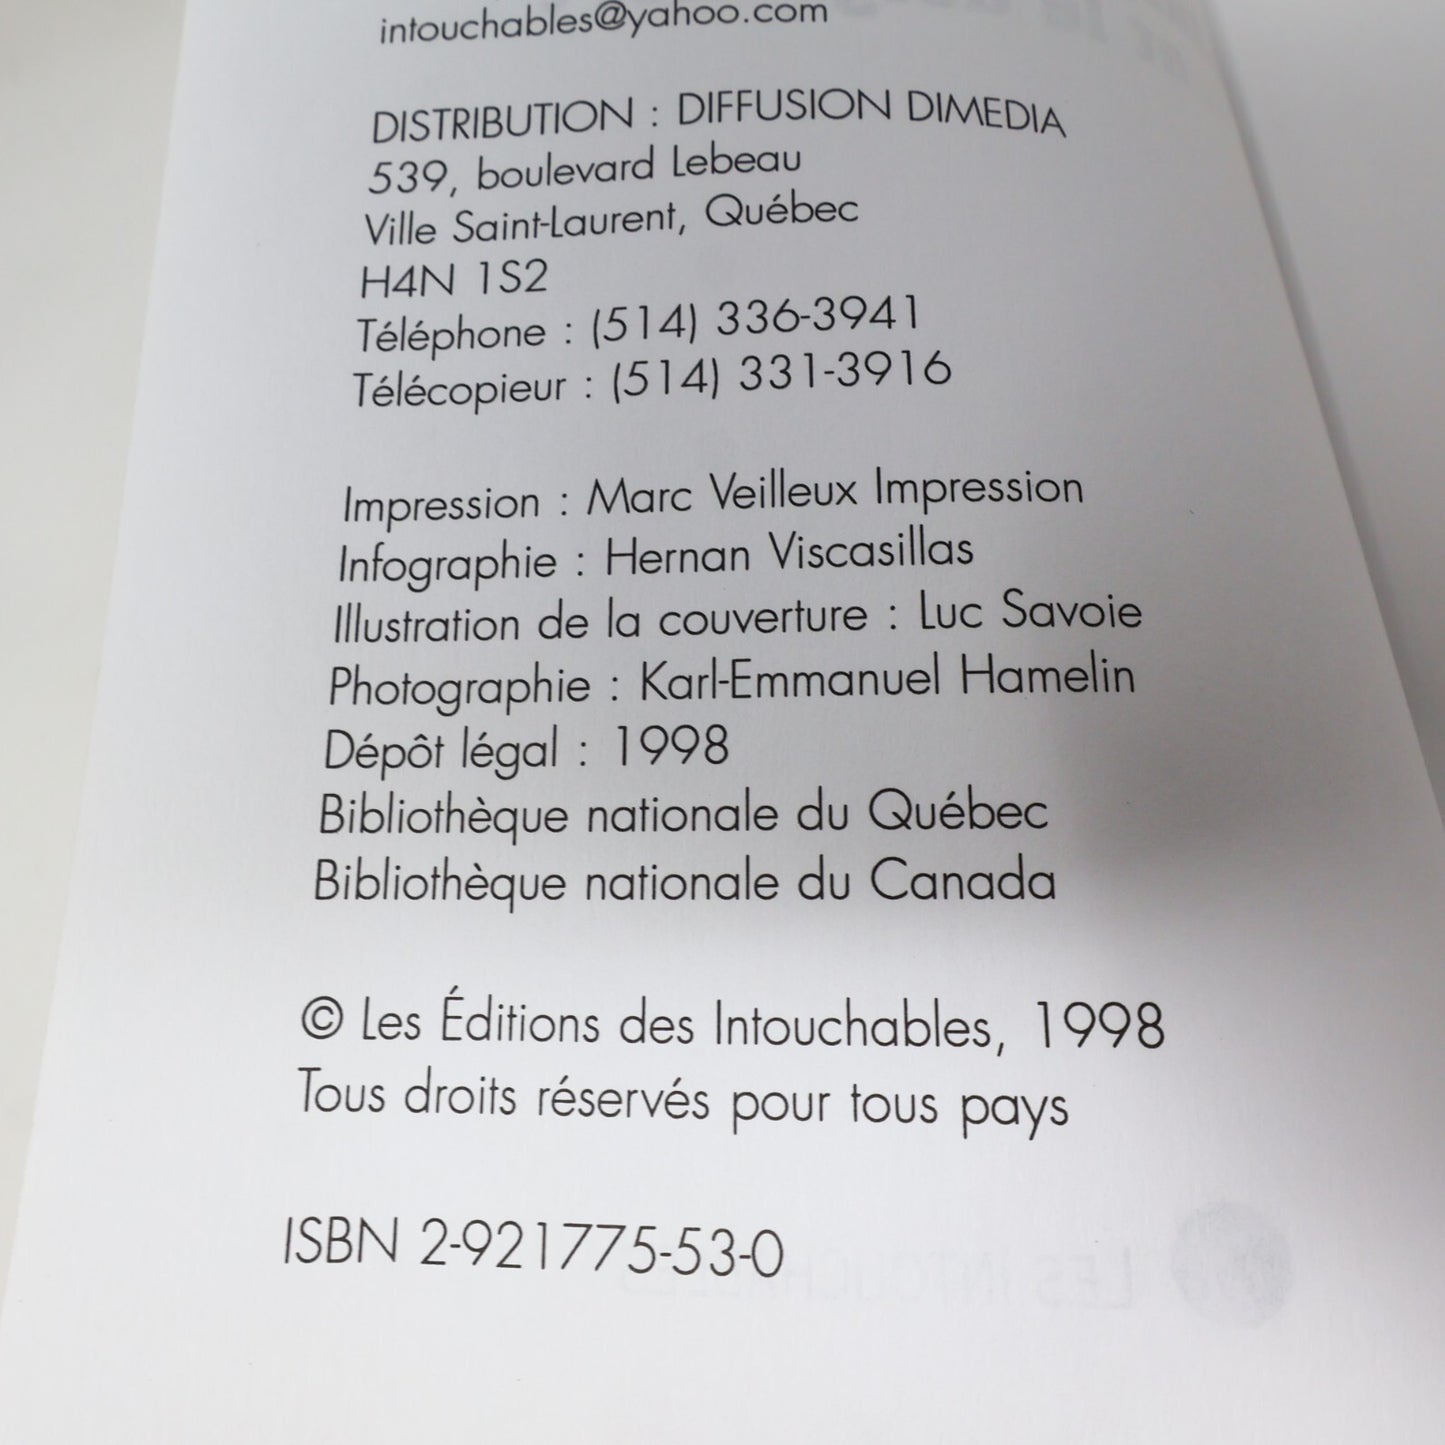 intouchables@yahoo.com
DISTRIBUTION : DIFFUSION DIMEDIA
539, boulevard Lebeau
Ville Saint-Laurent, Québec
H4N 1S2
Téléphone : (514) 336-3941
Télécopieur : (514) 331-3916
Impression : Marc Veilleux Impression
Infographie : Hernan Viscasillas
Illustration de la couverture : Luc Savoie
Photographie : Karl-Emmanuel Hamelin
Dépôt légal : 1998
Bibliothèque nationale du Québec
Bibliothèque nationale du Canada
© Les Éditions des Intouchables, 1998
Tous droits réservés pour tous pays
ISBN 2-921775-53-0